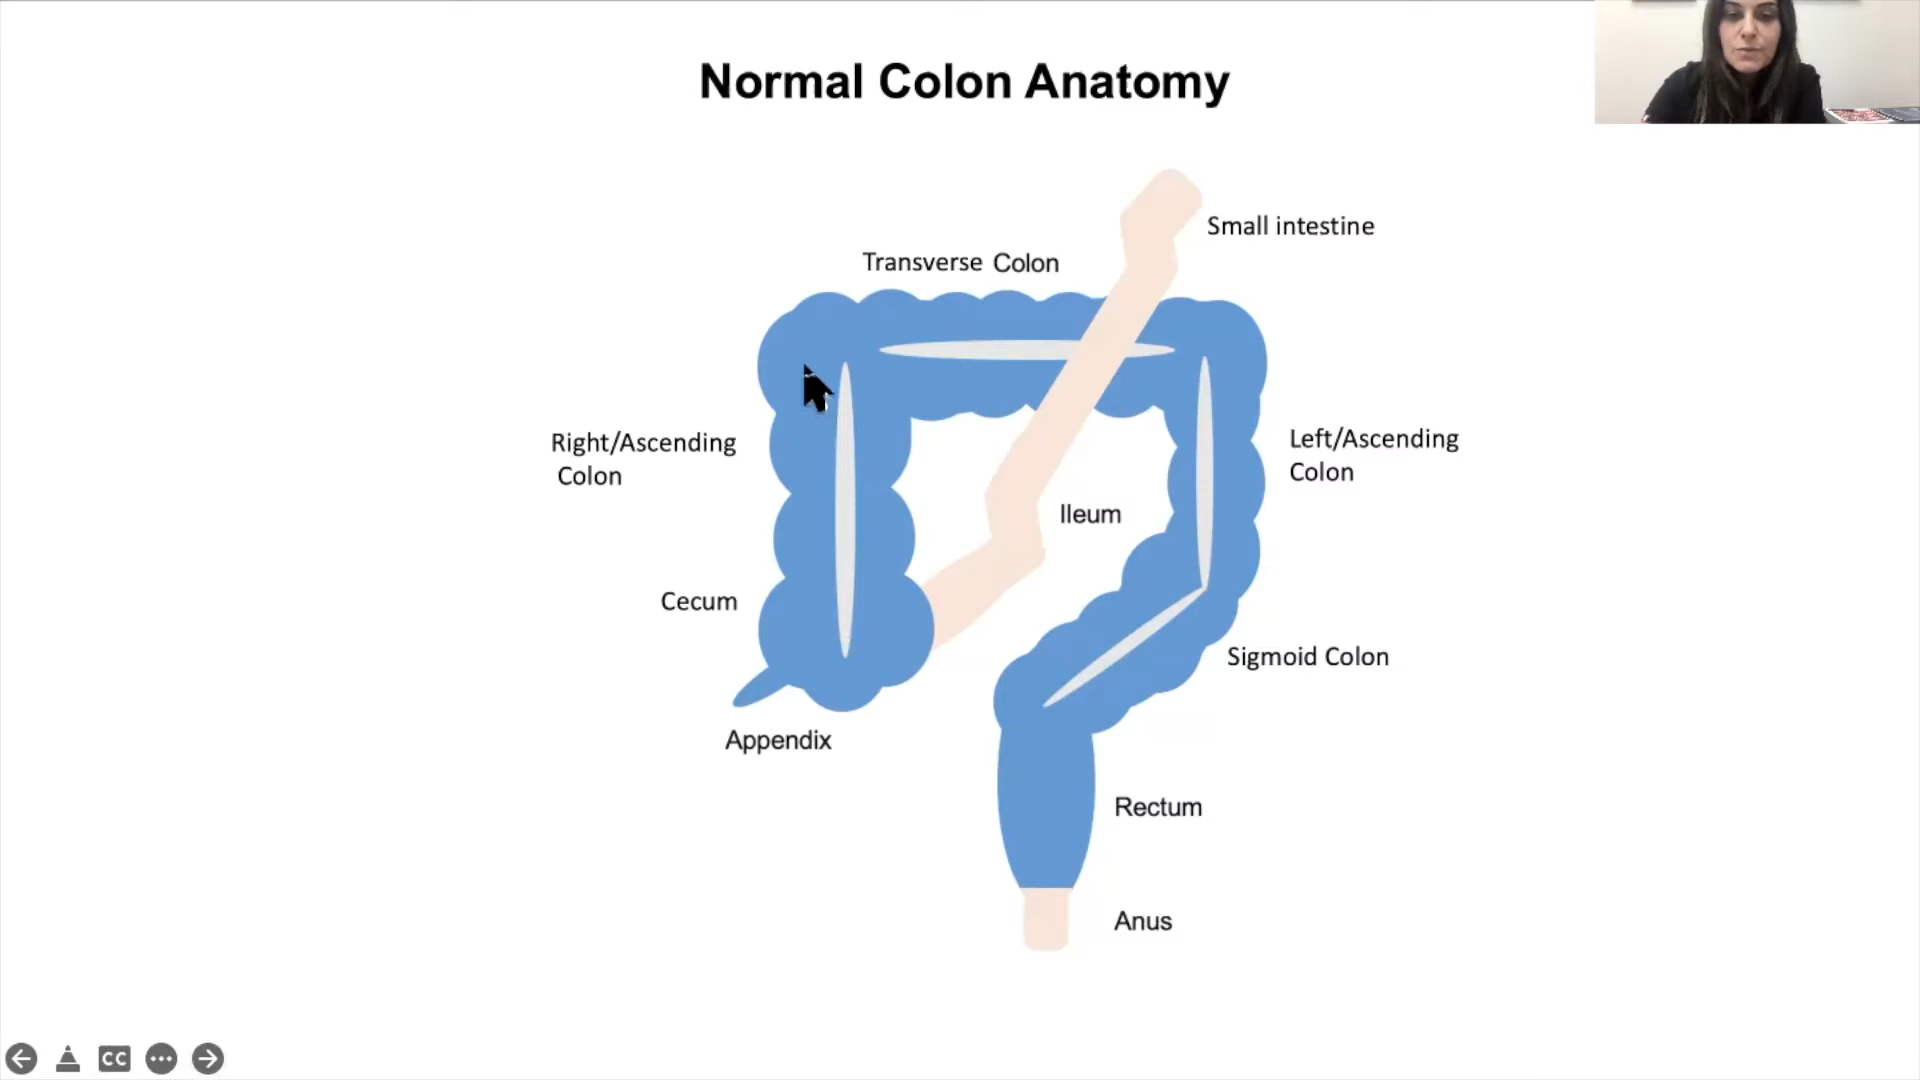 Normal Colon Anatomy
Small intestine
Transverse Colon
Right/Ascending
Colon
Left/Ascending
Colon
Ileum
Cecum
Sigmoid Colon
Appendix
Rectum
Anus
CC